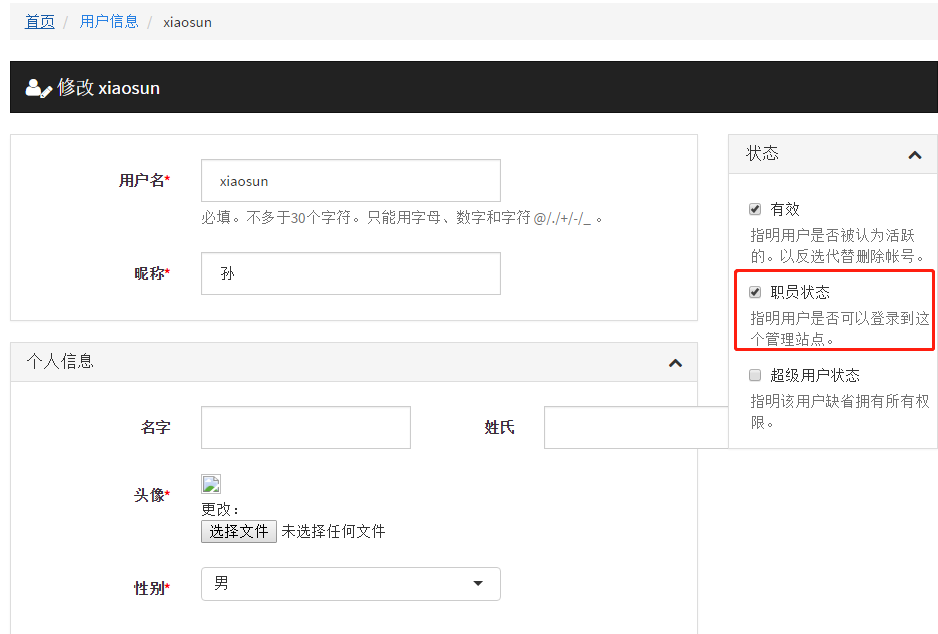 首页 / 用户信息 / xiaosun
修改 xiaosun
用户名*
xiaosun
必填。不多于30个字符。只能用字母、数字和字符 @/./+/-/_ 。
昵称*
孙
个人信息
名字
姓氏
头像*
更改：
选择文件 未选择任何文件
性别*
男
状态
有效
指明用户是否被认为活跃
的。以反选代替删除帐号。
职员状态
指明用户是否可以登录到这
个管理站点。
超级用户状态
指明该用户缺省拥有所有权
限。